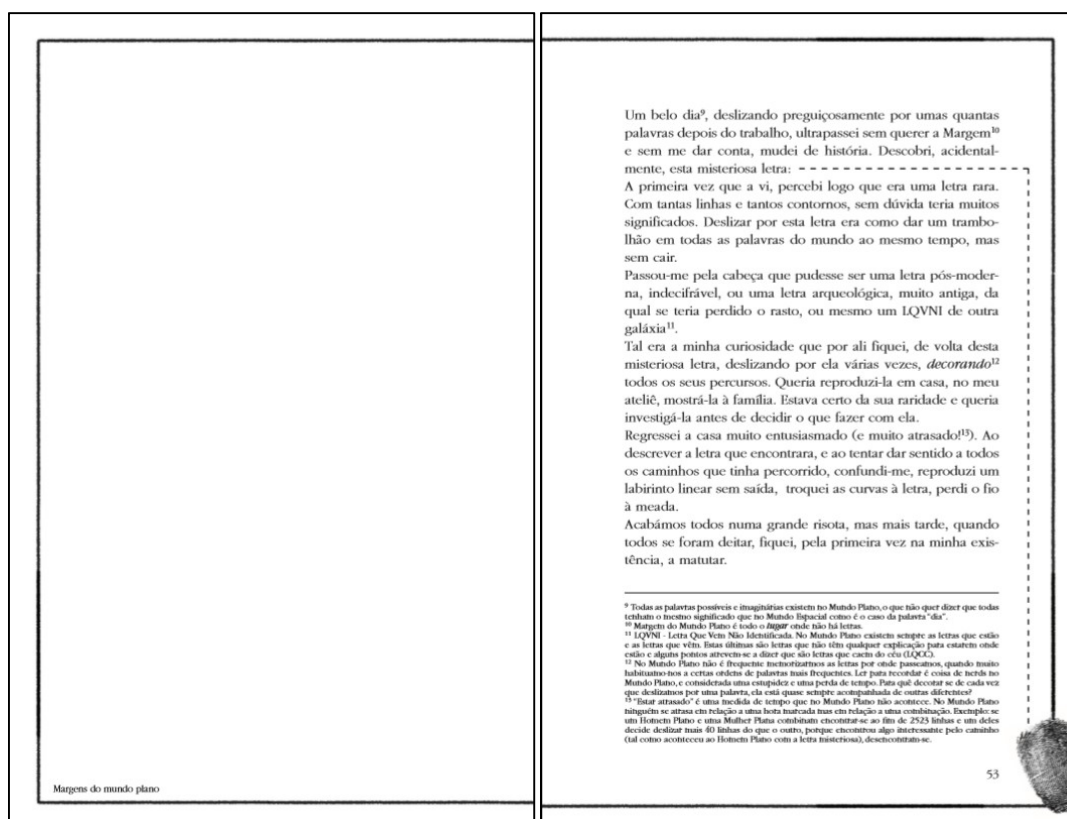 Margens do mundo plano
Um belo dia⁹, deslizando preguiçosamente por umas quantas
palavras depois do trabalho, ultrapassei sem querer a Margem¹⁰
e sem me dar conta, mudei de história. Descobri, acidental-
mente, esta misteriosa letra:
A primeira vez que a vi, percebi logo que era uma letra rara.
Com tantas linhas e tantos contornos, sem dúvida teria muitos
significados. Deslizar por esta letra era como dar um trambo-
lhão em todas as palavras do mundo ao mesmo tempo, mas
sem cair.
Passou-me pela cabeça que pudesse ser uma letra pós-moder-
na, indecifrável, ou uma letra arqueológica, muito antiga, da
qual se teria perdido o rasto, ou mesmo um LQVNI de outra
galáxia¹¹.
Tal era a minha curiosidade que por ali fiquei, de volta desta
misteriosa letra, deslizando por ela várias vezes, decorando¹²
todos os seus percursos. Queria reproduzi-la em casa, no meu
ateliê, mostrá-la à família. Estava certo da sua raridade e queria
investigá-la antes de decidir o que fazer com ela.
Regressei a casa muito entusiasmado (e muito atrasado!¹³). Ao
descrever a letra que encontrara, e ao tentar dar sentido a todos
os caminhos que tinha percorrido, confundi-me, reproduzi um
labirinto linear sem saída, troquei as curvas à letra, perdi o fio
à meada.
Acabámos todos numa grande risota, mas mais tarde, quando
todos se foram deitar, fiquei, pela primeira vez na minha exis-
tência, a matutar.
⁹ Todas as palavras possíveis e imaginárias existem no Mundo Plano, o que não quer dizer que todas
tenham o mesmo significado que no Mundo Espacial como é o caso da palavra "dia".
¹⁰ Margem do Mundo Plano é todo o lugar onde não há letras.
¹¹ LQVNI - Letra Que Vem Não Identificada. No Mundo Plano existem sempre as letras que estão
e as letras que vêm. Estas últimas são letras que não têm qualquer explicação para estarem onde
estão e alguns pontos atrevem-se a dizer que são letras que caem do céu (LQCC).
¹² No Mundo Plano não é frequente memorizarmos as letras por onde passeamos, quando muito
habituamo-nos a certas ordens de palavras mais frequentes. Ler para recordar é coisa de nerds no
Mundo Plano, e considerada uma estupidez e uma perda de tempo. Para quê decorar se de cada vez
que deslizamos por uma palavra, ela está quase sempre acompanhada de outras diferentes?
¹³ "Estar atrasado" é uma medida de tempo que no Mundo Plano não acontece. No Mundo Plano
ninguém se atrasa em relação a uma hora marcada mas em relação a uma combinação. Exemplo: se
um Homem Plano e uma Mulher Plana combinam encontrar-se ao fim de 2523 linhas e um deles
decide deslizar mais 40 linhas do que o outro, porque encontrou algo interessante pelo caminho
(tal como aconteceu ao Homem Plano com a letra misteriosa), desencontram-se.
53